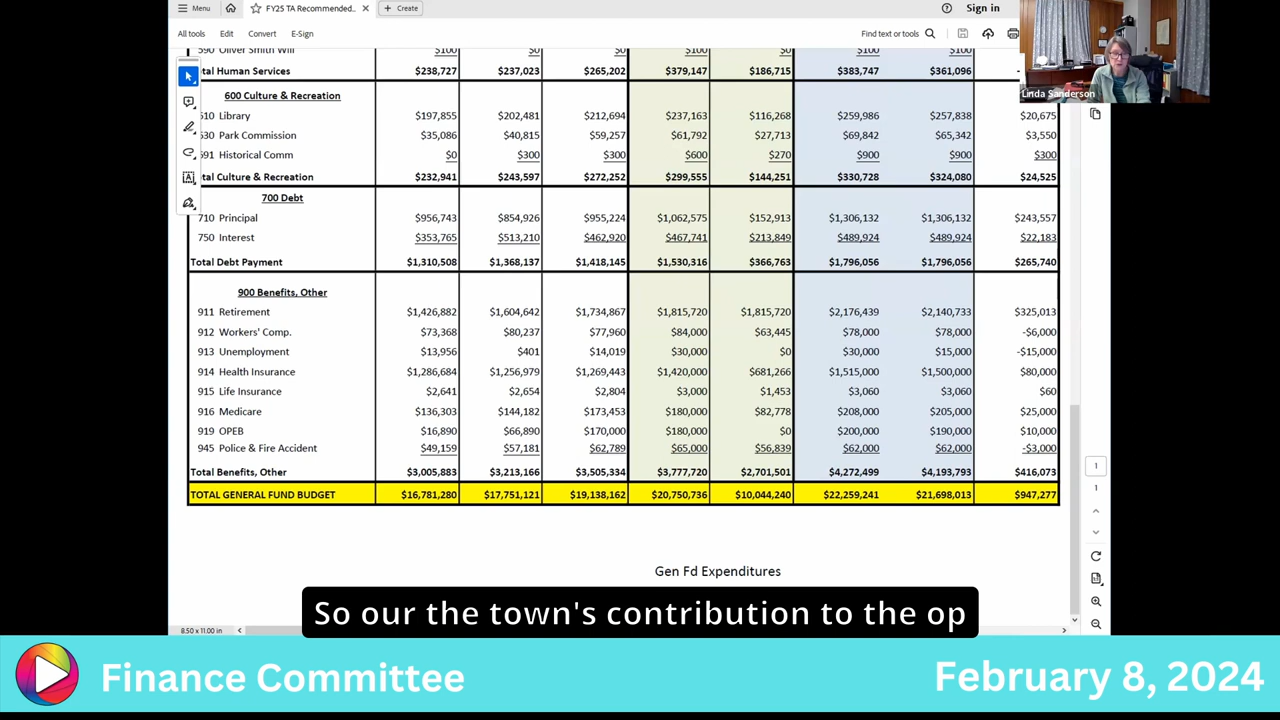 Menu
FY25 TA Recommended...
Create
Sign in
All tools Edit Convert E-Sign
Find text or tools
590 Oliver Smith Will $100 $0 $0 $100 $0 $100 $100 $0
Total Human Services $238,727 $237,023 $265,202 $379,147 $186,715 $383,747 $361,096 -
Linda Sanderson
600 Culture & Recreation
610 Library $197,855 $202,481 $212,694 $237,163 $116,268 $259,986 $257,838 $20,675
630 Park Commission $35,086 $40,815 $59,257 $61,792 $27,713 $69,842 $65,342 $3,550
691 Historical Comm $0 $300 $300 $600 $270 $900 $900 $300
Total Culture & Recreation $232,941 $243,597 $272,252 $299,555 $144,251 $330,728 $324,080 $24,525
700 Debt
710 Principal $956,743 $854,926 $955,224 $1,062,575 $152,913 $1,306,132 $1,306,132 $243,557
750 Interest $353,765 $513,210 $462,920 $467,741 $213,849 $489,924 $489,924 $22,183
Total Debt Payment $1,310,508 $1,368,137 $1,418,145 $1,530,316 $366,763 $1,796,056 $1,796,056 $265,740
900 Benefits, Other
911 Retirement $1,426,882 $1,604,642 $1,734,867 $1,815,720 $1,815,720 $2,176,439 $2,140,733 $325,013
912 Workers' Comp. $73,368 $80,237 $77,960 $84,000 $63,445 $78,000 $78,000 -$6,000
913 Unemployment $13,956 $401 $14,019 $30,000 $0 $30,000 $15,000 -$15,000
914 Health Insurance $1,286,684 $1,256,979 $1,269,443 $1,420,000 $681,266 $1,515,000 $1,500,000 $80,000
915 Life Insurance $2,641 $2,654 $2,804 $3,000 $1,453 $3,060 $3,060 $60
916 Medicare $136,303 $144,182 $173,453 $180,000 $82,778 $208,000 $205,000 $25,000
919 OPEB $16,890 $66,890 $170,000 $180,000 $0 $200,000 $190,000 $10,000
945 Police & Fire Accident $49,159 $57,181 $62,789 $65,000 $56,839 $62,000 $62,000 -$3,000
Total Benefits, Other $3,005,883 $3,213,166 $3,505,334 $3,777,720 $2,701,501 $4,272,499 $4,193,793 $416,073
TOTAL GENERAL FUND BUDGET $16,781,280 $17,751,121 $19,138,162 $20,750,736 $10,044,240 $22,259,241 $21,698,013 $947,277
1
1
Gen Fd Expenditures
So our the town's contribution to the op
8.50 x 11.00 in
Finance Committee
February 8, 2024